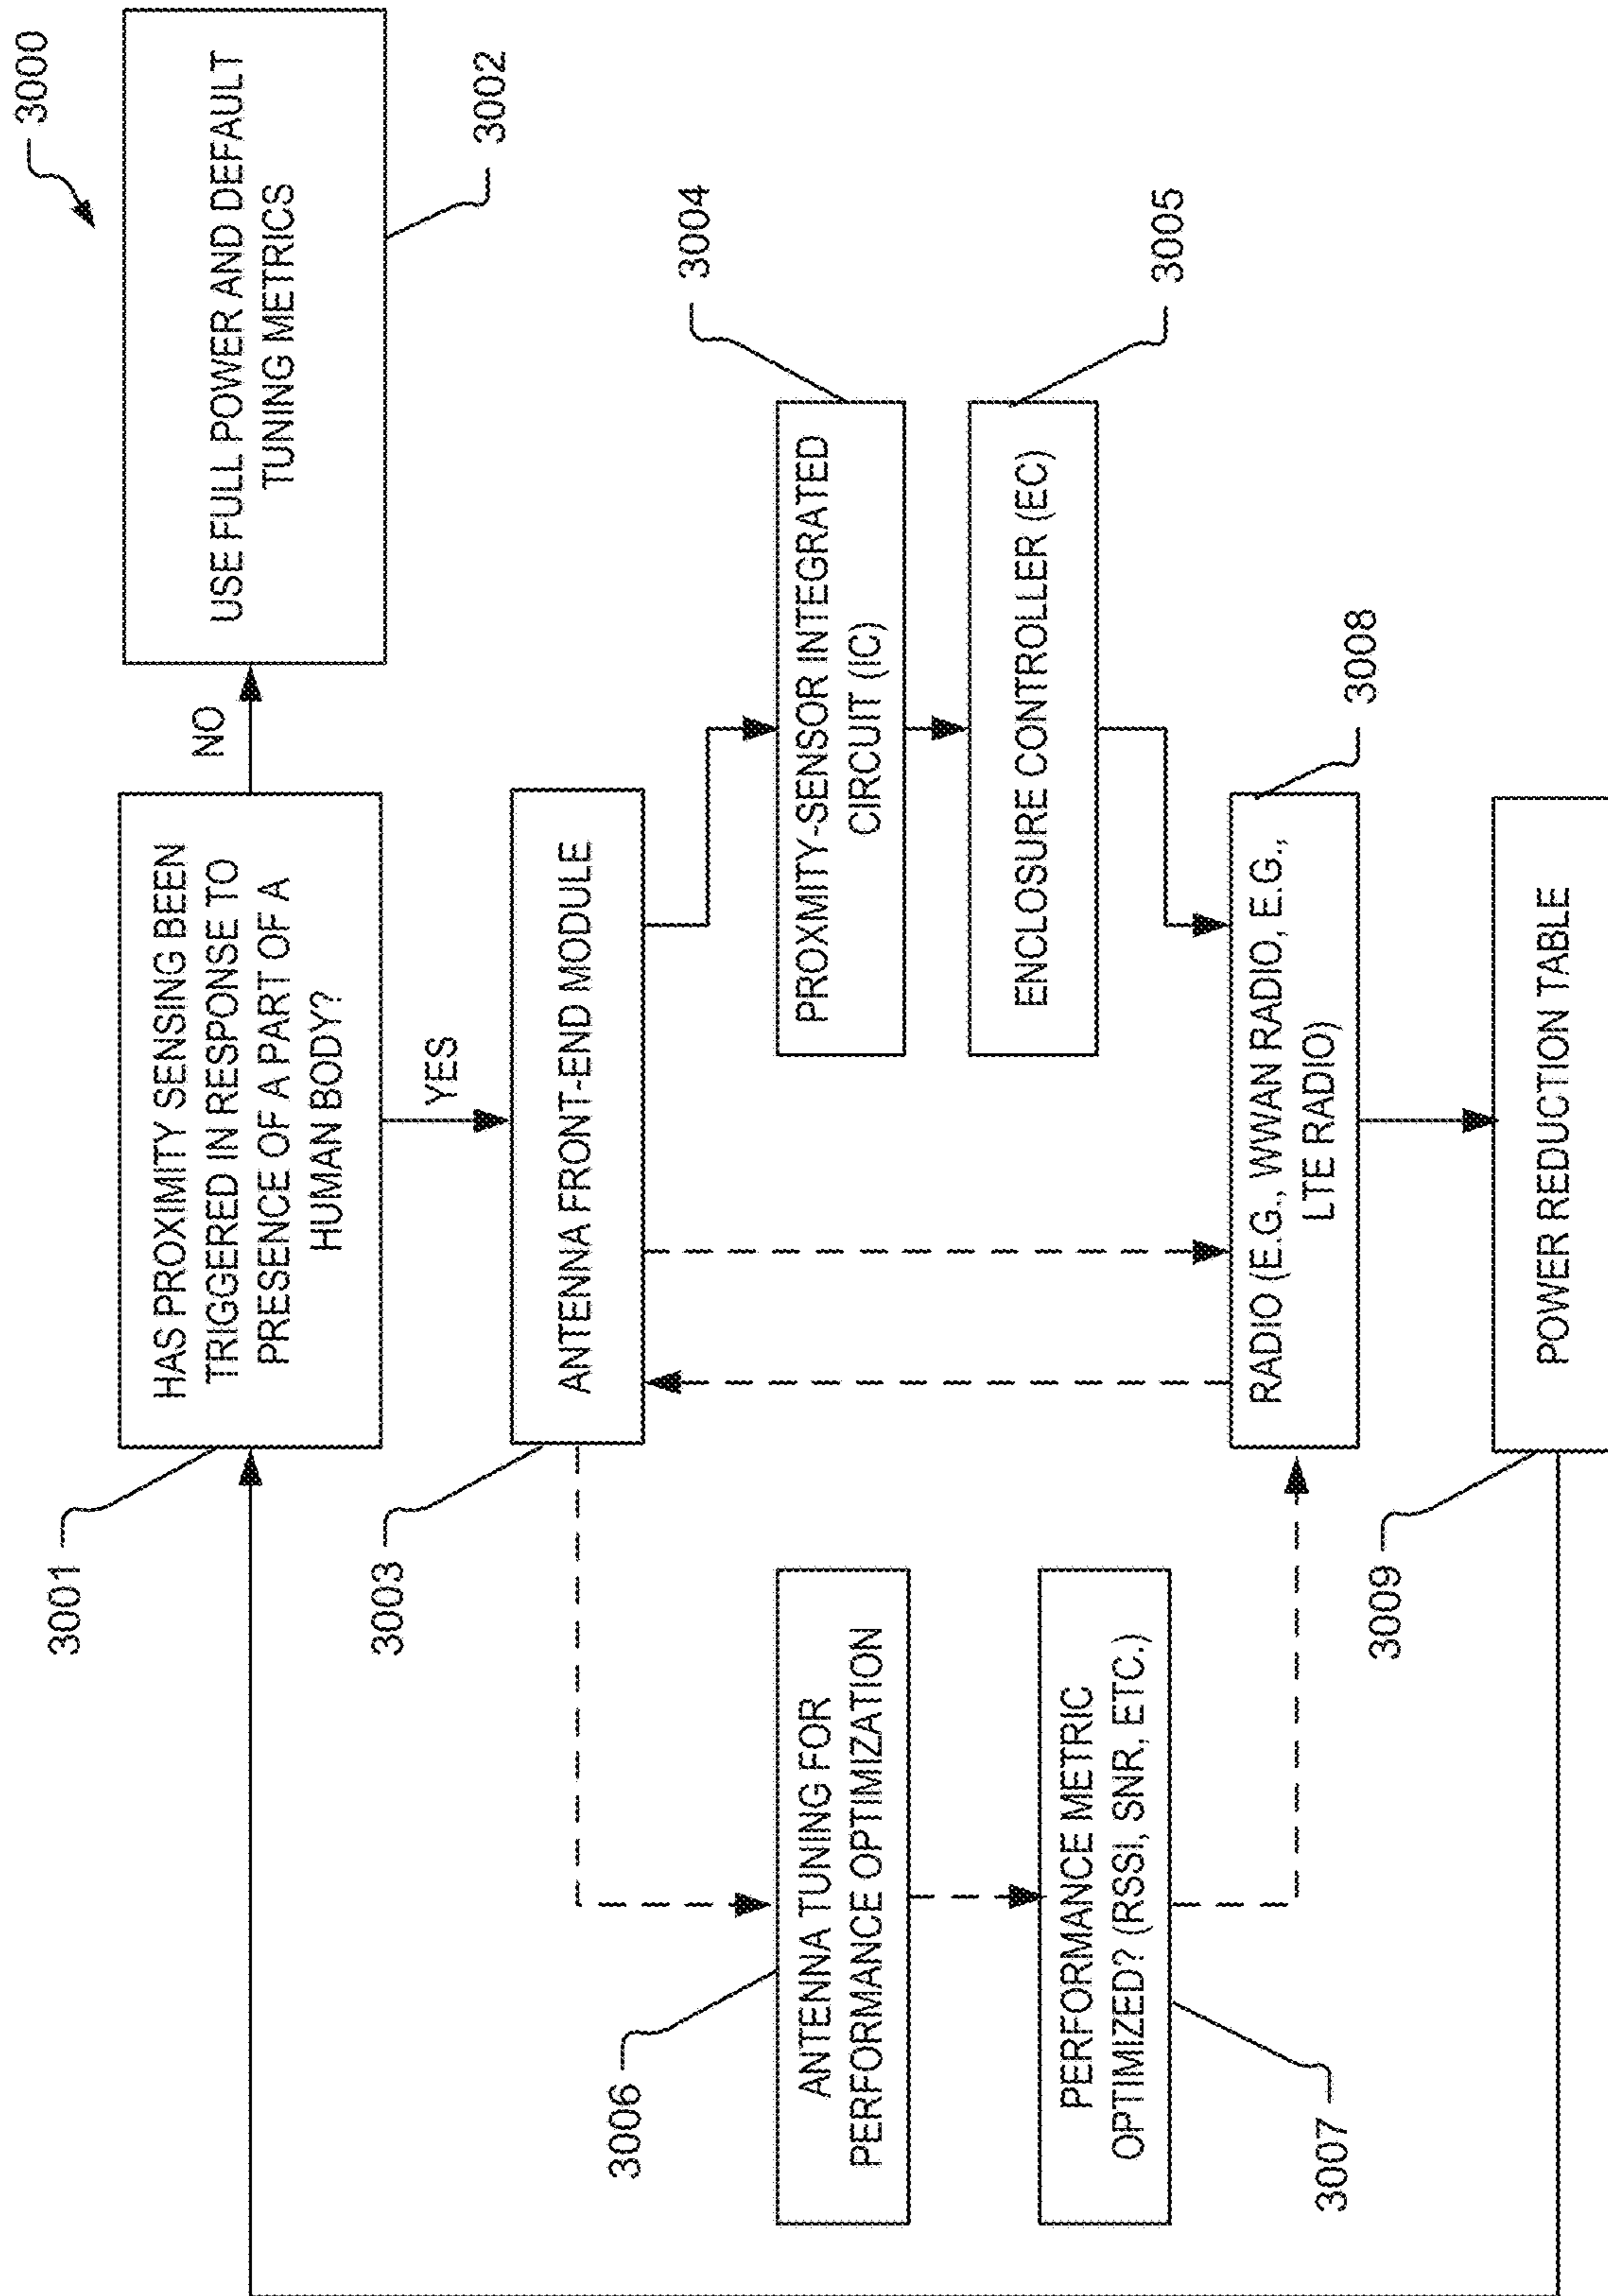 3000
3001
HAS PROXIMITY SENSING BEEN
TRIGGERED IN RESPONSE TO
PRESENCE OF A PART OF A
HUMAN BODY?
NO
USE FULL POWER AND DEFAULT
TUNING METRICS
3002
YES
3003
ANTENNA FRONT-END MODULE
3004
PROXIMITY-SENSOR INTEGRATED
CIRCUIT (IC)
3005
ENCLOSURE CONTROLLER (EC)
3006
ANTENNA TUNING FOR
PERFORMANCE OPTIMIZATION
PERFORMANCE METRIC
OPTIMIZED? (RSSI, SNR, ETC.)
3007
3008
RADIO (E.G., WWAN RADIO, E.G.,
LTE RADIO)
3009
POWER REDUCTION TABLE